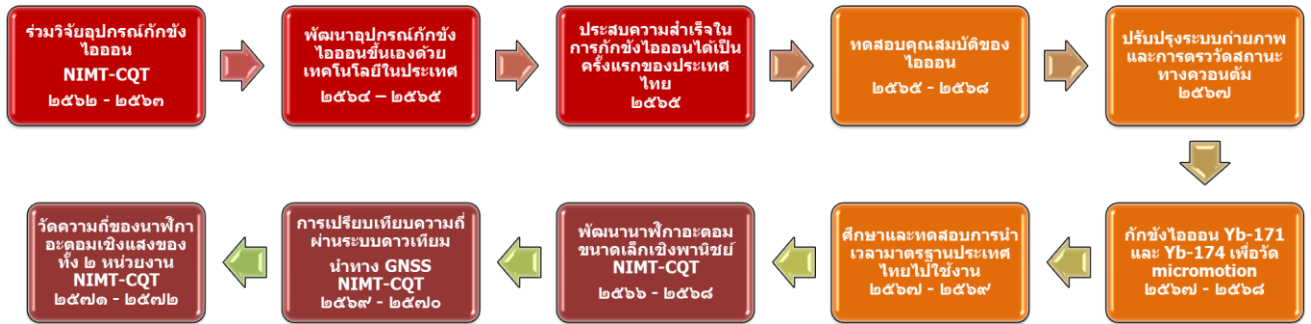 ร่วมวิจัยอุปกรณ์กักขัง
ไอออน
NIMT-CQT
๒๕๖๒ - ๒๕๖๓
พัฒนาอุปกรณ์กักขัง
ไอออนขึ้นเองด้วย
เทคโนโลยีในประเทศ
๒๕๖๔ – ๒๕๖๕
ประสบความสำเร็จใน
การกักขังไอออนได้เป็น
ครั้งแรกของประเทศ
ไทย
๒๕๖๕
ทดสอบคุณสมบัติของ
ไอออน
๒๕๖๕ - ๒๕๖๘
ปรับปรุงระบบถ่ายภาพ
และการตรววัดสถานะ
ทางควอนตัม
๒๕๖๗
กักขังไอออน Yb-171
และ Yb-174 เพื่อวัด
micromotion
๒๕๖๗ - ๒๕๖๘
ศึกษาและทดสอบการนำ
เวลามาตรฐานประเทศ
ไทยไปใช้งาน
๒๕๖๗ - ๒๕๖๙
พัฒนานาฬิกาอะตอม
ขนาดเล็กเชิงพานิชย์
NIMT-CQT
๒๕๖๖ - ๒๕๖๘
การเปรียบเทียบความถี่
ผ่านระบบดาวเทียม
นำทาง GNSS
NIMT-CQT
๒๕๖๙ - ๒๕๗๐
วัดความถี่ของนาฬิกา
อะตอมเชิงแสงของ
ทั้ง ๒ หน่วยงาน
NIMT-CQT
๒๕๗๑ - ๒๕๗๒